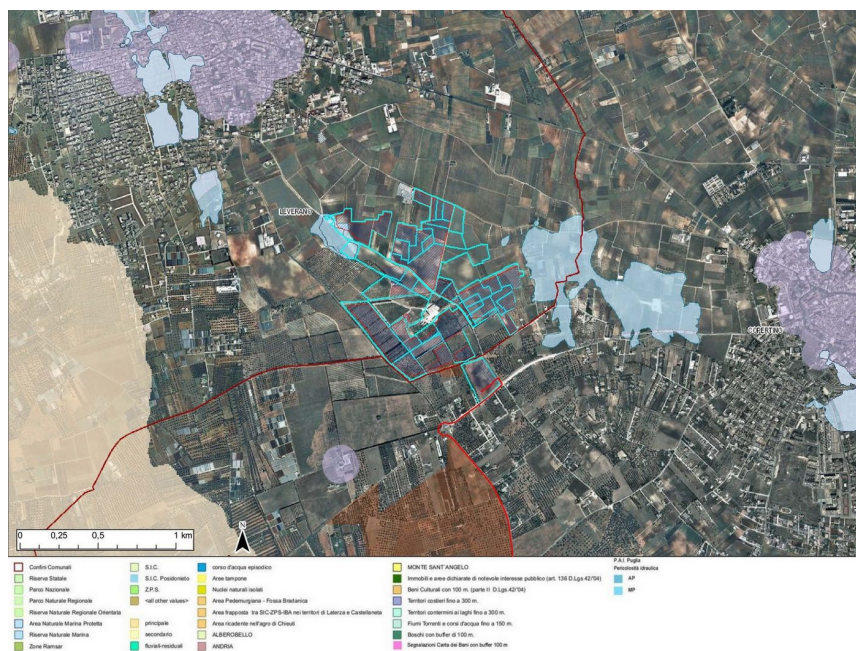 LEVERANO
COPERTINO
0 0,25 0,5 1 km
N
Confini Comunali
Riserva Statale
Parco Nazionale
Parco Naturale Regionale
Riserva Naturale Regionale Orientata
Area Naturale Marina Protetta
Riserva Naturale Marina
Zone Ramsar
S.I.C.
S.I.C. Posidonieto
Z.P.S.
<all other values>
principale
secondario
fluviali-residuali
corso d'acqua episodico
Aree tampone
Nuclei naturali isolati
Area Pedemurgiana - Fossa Bradanica
Area frapposta tra SIC-ZPS-IBA nei territori di Laterza e Castellaneta
Area ricadente nell'agro di Chieuti
ALBEROBELLO
ANDRIA
MONTE SANT'ANGELO
Immobili e aree dichiarate di notevole interesse pubblico (art. 136 D.Lgs.42/'04)
Beni Culturali con 100 m. (parte II D.Lgs.42/'04)
Territori costieri fino a 300 m.
Territori contermini ai laghi fino a 300 m.
Fiumi Torrenti e corsi d'acqua fino a 150 m.
Boschi con buffer di 100 m.
Segnalazioni Carta dei Beni con buffer 100 m
P.A.I. Puglia
Pericolosità idraulica
AP
MP